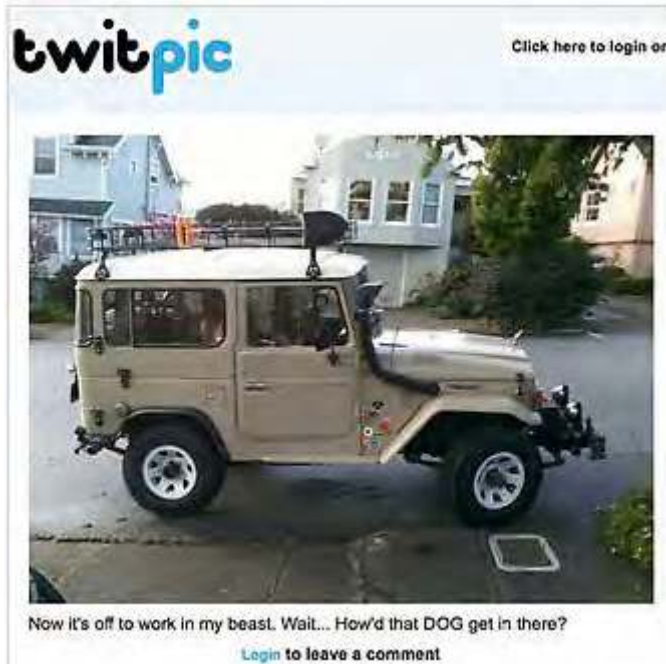 twitpic
Click here to login or
Now it's off to work in my beast. Wait... How'd that DOG get in there?
Login to leave a comment